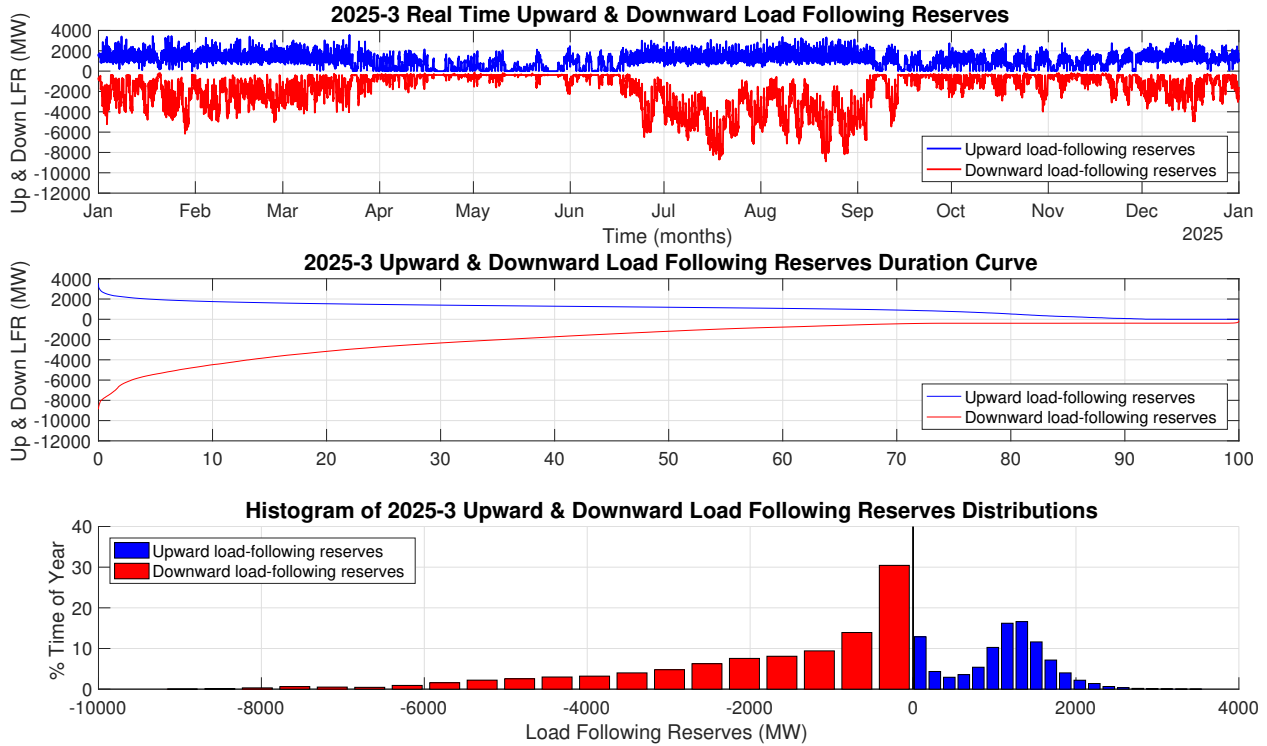 2025-3 Real Time Upward & Downward Load Following Reserves
Up & Down LFR (MW)
4000
2000
0
-2000
-4000
-6000
-8000
-10000
-12000
Upward load-following reserves
Downward load-following reserves
Jan Feb Mar Apr May Jun Jul Aug Sep Oct Nov Dec Jan
Time (months)
2025
2025-3 Upward & Downward Load Following Reserves Duration Curve
Up & Down LFR (MW)
4000
2000
0
-2000
-4000
-6000
-8000
-10000
-12000
Upward load-following reserves
Downward load-following reserves
0 10 20 30 40 50 60 70 80 90 100
Histogram of 2025-3 Upward & Downward Load Following Reserves Distributions
% Time of Year
40
30
20
10
0
Upward load-following reserves
Downward load-following reserves
-10000 -8000 -6000 -4000 -2000 0 2000 4000
Load Following Reserves (MW)